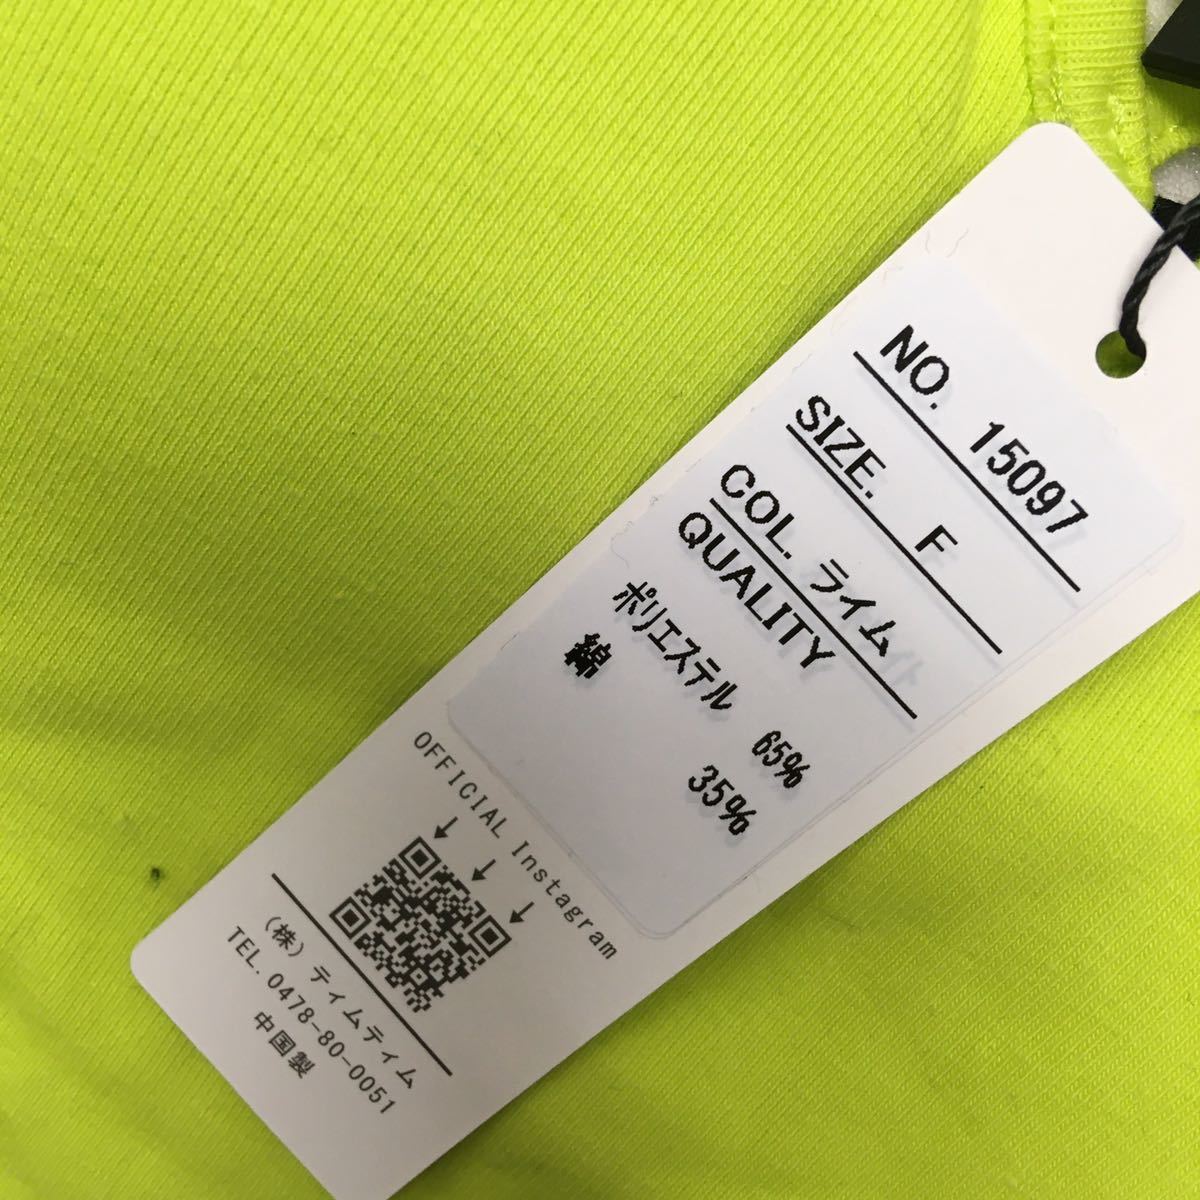 NO. 15097
SIZE. F
COL. ライム
QUALITY
ポリエステル 65%
綿 35%
OFFICIAL Instagram
↓ ↓ ↓
(株) ティムティム
TEL. 0478-80-0051
中国製